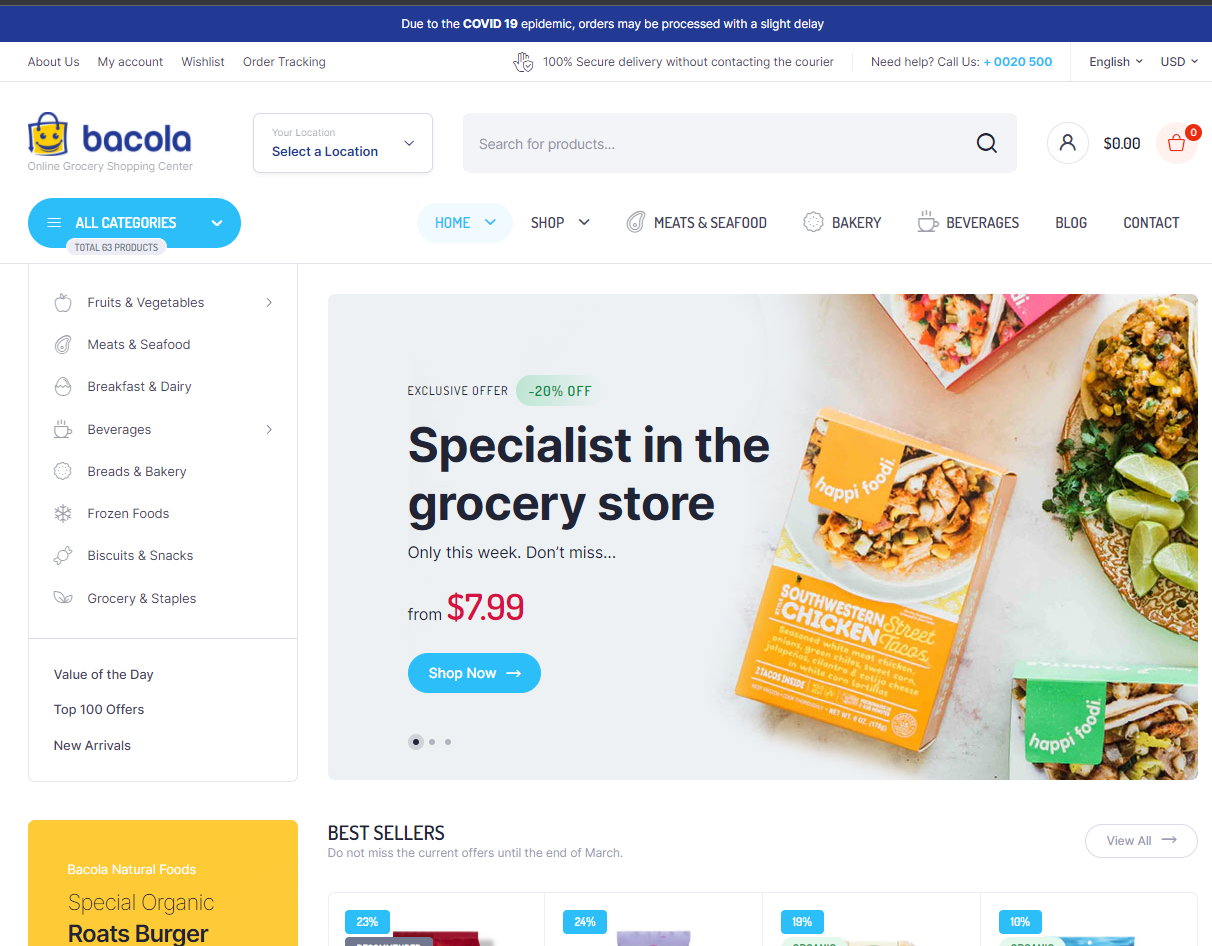 Due to the COVID 19 epidemic, orders may be processed with a slight delay
About Us My account Wishlist Order Tracking
100% Secure delivery without contacting the courier
Need help? Call Us: + 0020 500
English USD
bacola
Online Grocery Shopping Center
Your Location
Select a Location
Search for products...
$0.00
0
ALL CATEGORIES
TOTAL 63 PRODUCTS
HOME SHOP MEATS & SEAFOOD BAKERY BEVERAGES BLOG CONTACT
Fruits & Vegetables
Meats & Seafood
Breakfast & Dairy
Beverages
Breads & Bakery
Frozen Foods
Biscuits & Snacks
Grocery & Staples
Value of the Day
Top 100 Offers
New Arrivals
EXCLUSIVE OFFER -20% OFF
Specialist in the
grocery store
Only this week. Don’t miss...
from $7.99
Shop Now
foodi.
happi foodi.
SOUTHWESTERN
STYLE CHICKEN Street
Tacos
Seasoned white meat chicken,
onions, green chiles, sweet corn,
jalapeños, cilantro & cotija cheese
in white corn tortillas
2 TACOS INSIDE
NET WT. 6 OZ. (170g)
happi foodi.
Bacola Natural Foods
Special Organic
Roats Burger
BEST SELLERS
Do not miss the current offers until the end of March.
View All
23%
RECOMMENDED
24%
19%
ORGANIC
10%
ORGANIC